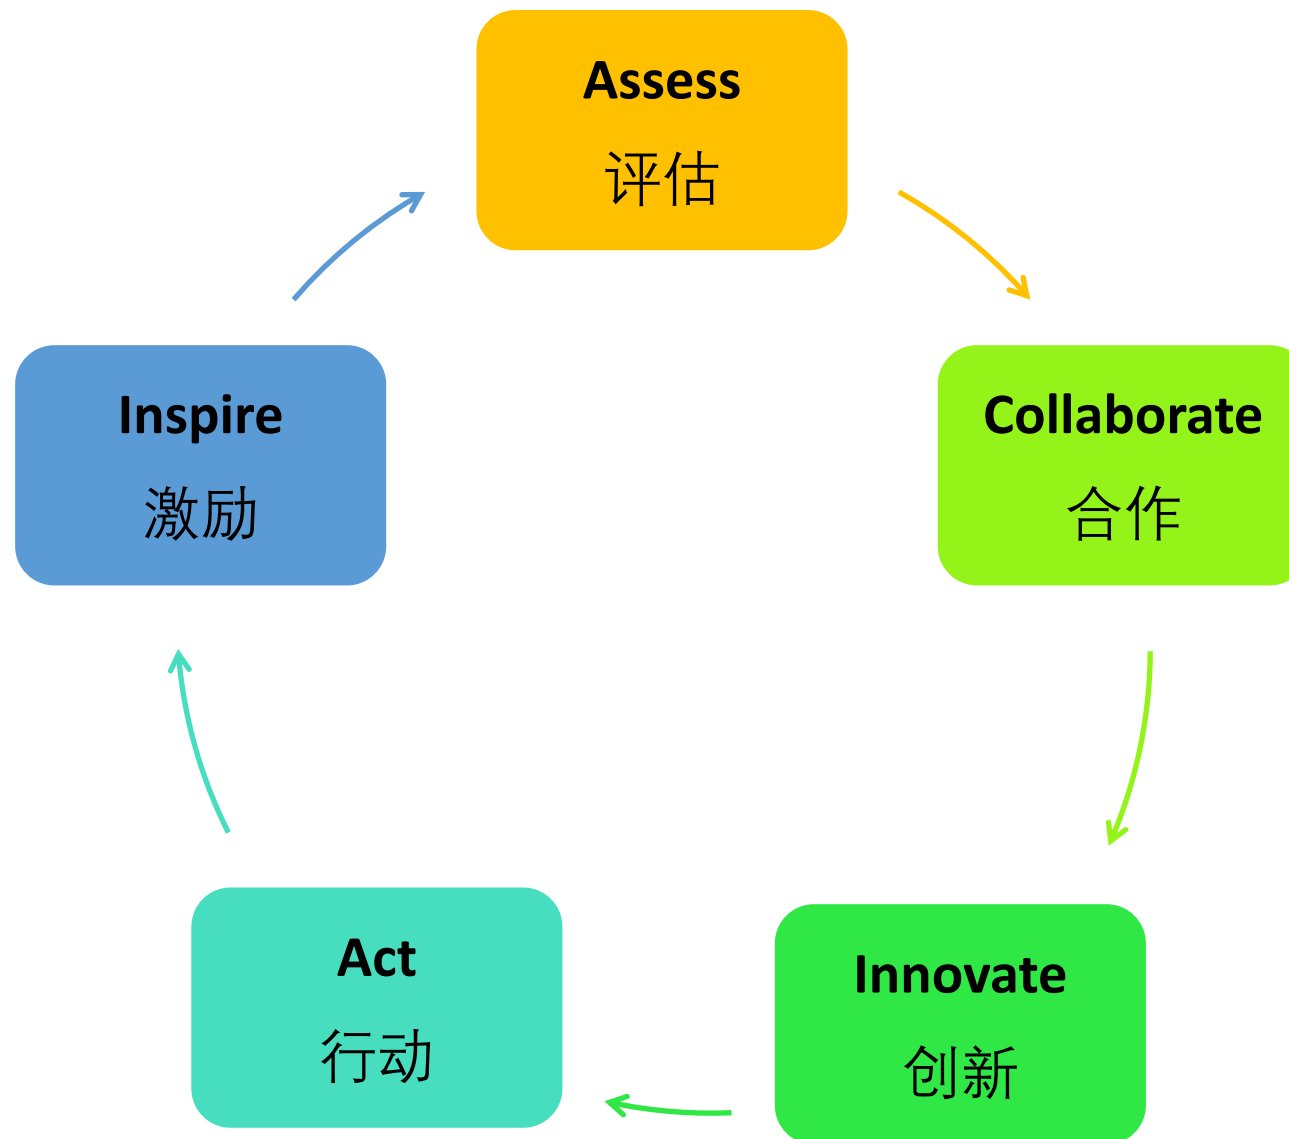 Assess
评估
Collaborate
合作
Innovate
创新
Act
行动
Inspire
激励